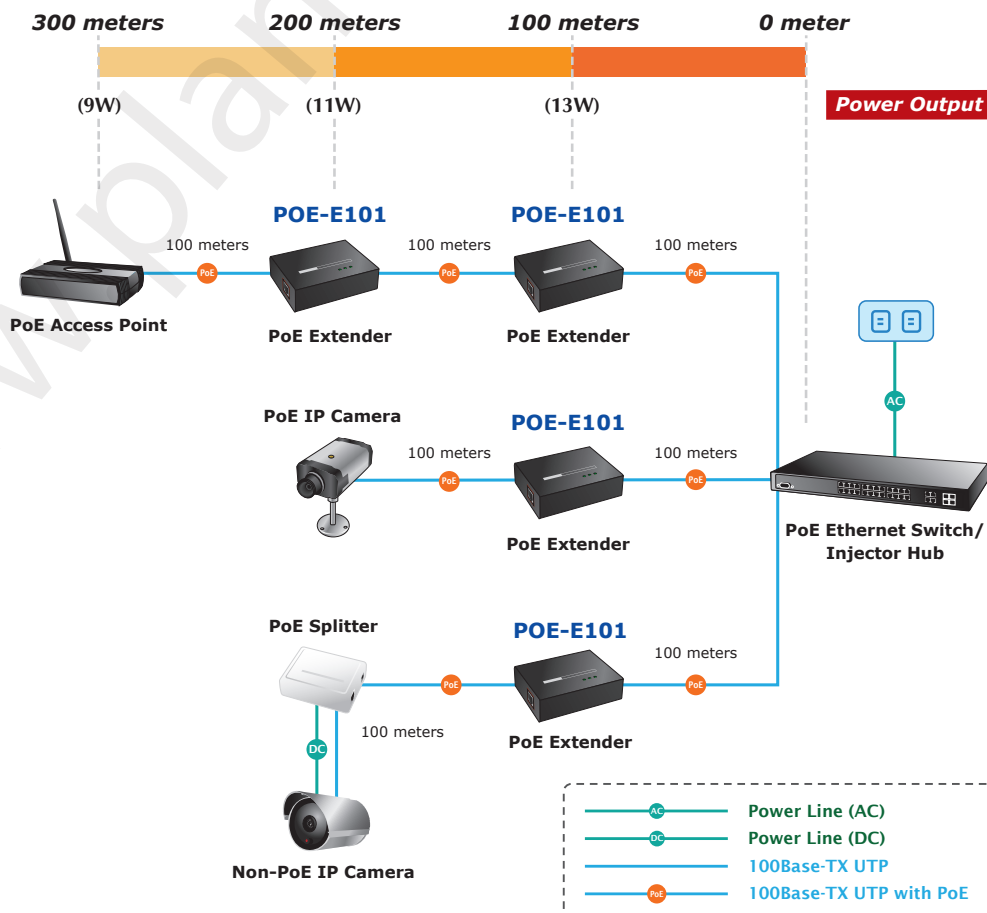 300 meters 200 meters 100 meters 0 meter
(9W) (11W) (13W)
Power Output
POE-E101 POE-E101
100 meters 100 meters 100 meters
PoE PoE PoE
PoE Access Point PoE Extender PoE Extender
AC
PoE IP Camera POE-E101
100 meters 100 meters
PoE PoE
PoE Extender
PoE Ethernet Switch/
Injector Hub
PoE Splitter POE-E101
100 meters
PoE PoE
100 meters
PoE Extender
DC
Non-PoE IP Camera
AC Power Line (AC)
DC Power Line (DC)
100Base-TX UTP
PoE 100Base-TX UTP with PoE